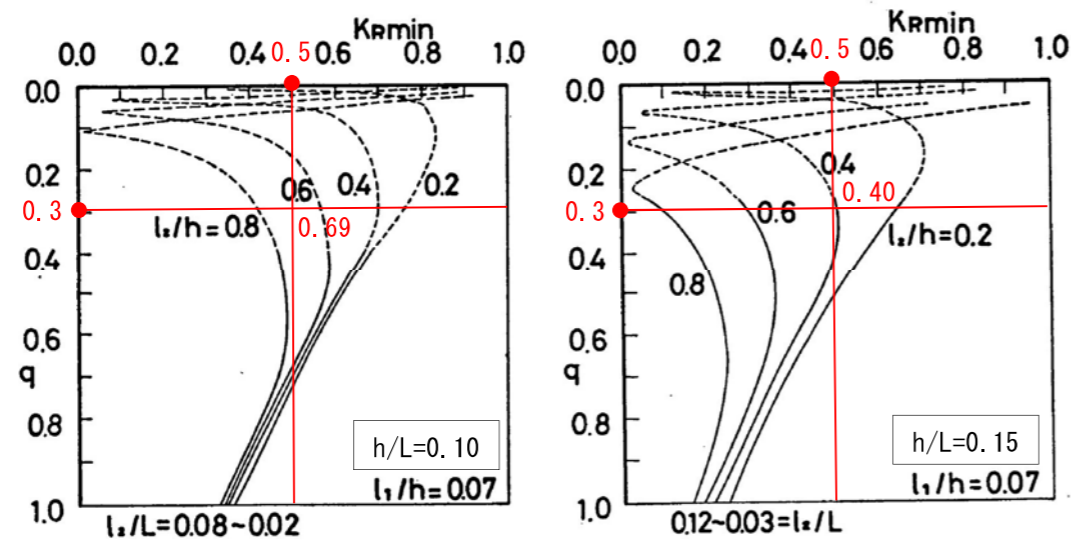 KRmin
0.0 0.2 0.4 0.5 0.6 0.8 1.0
0.0
0.2
0.3
0.4
0.6
q
0.8
1.0
0.6 0.4 0.2
l₂/h=0.8
0.69
h/L=0.10
l₁/h=0.07
l₂/L=0.08~0.02
KRmin
0.0 0.2 0.4 0.5 0.6 0.8 1.0
0.0
0.2
0.3
0.4
0.6
q
0.8
1.0
0.4
0.40
0.6
l₂/h=0.2
0.8
h/L=0.15
l₁/h=0.07
0.12~0.03=l₂/L